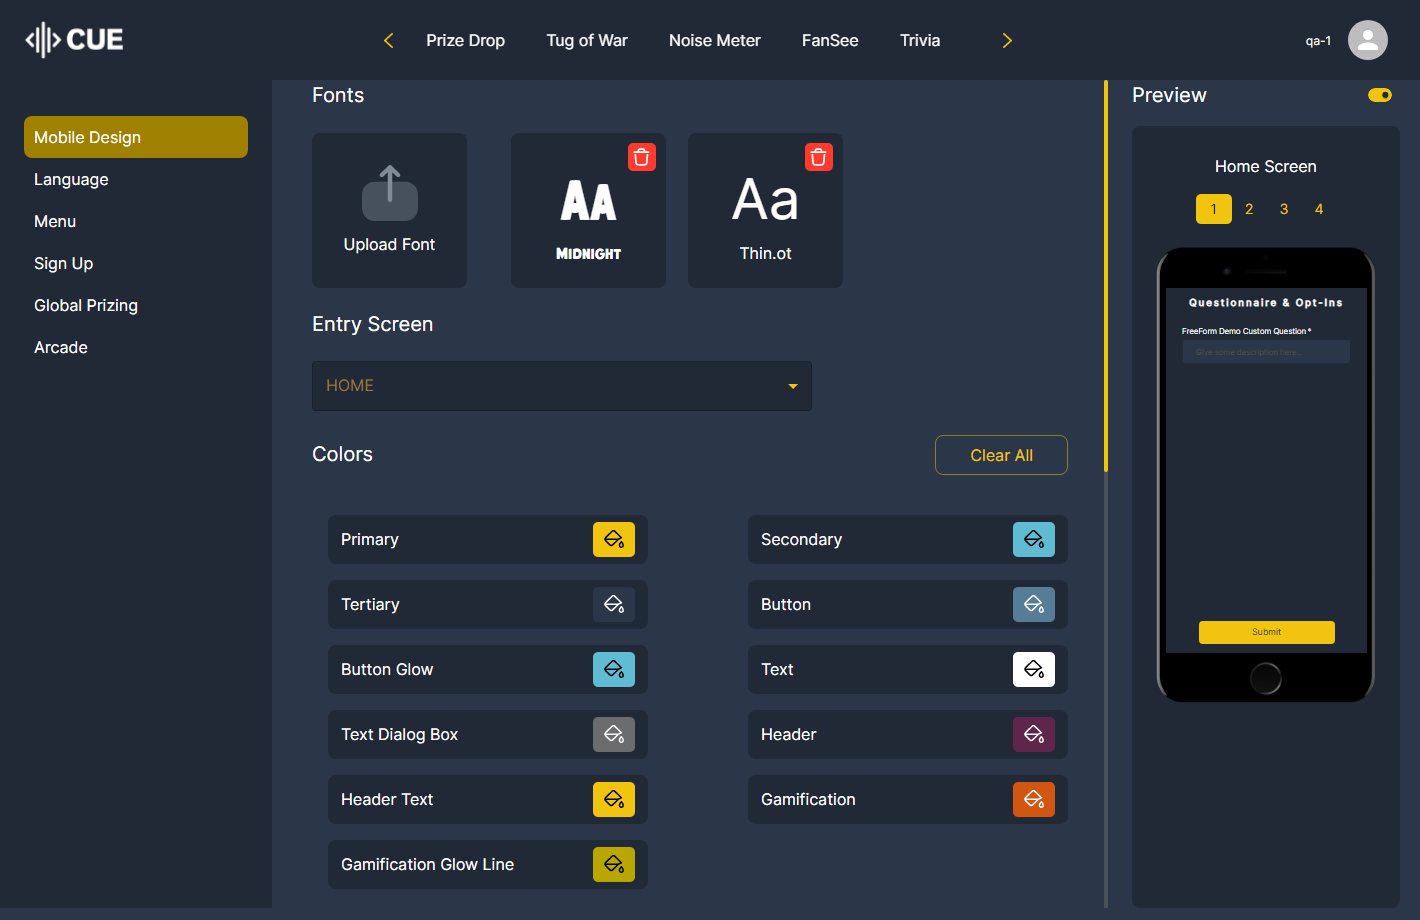 CUE
Prize Drop
Tug of War
Noise Meter
FanSee
Trivia
qa-1
Mobile Design
Language
Menu
Sign Up
Global Prizing
Arcade
Fonts
Upload Font
AA
MIDNIGHT
Aa
Thin.ot
Entry Screen
HOME
Colors
Clear All
Primary
Secondary
Tertiary
Button
Button Glow
Text
Text Dialog Box
Header
Header Text
Gamification
Gamification Glow Line
Preview
Home Screen
1 2 3 4
Questionnaire & Opt-Ins
FreeForm Demo Custom Question *
Give some description here...
Submit